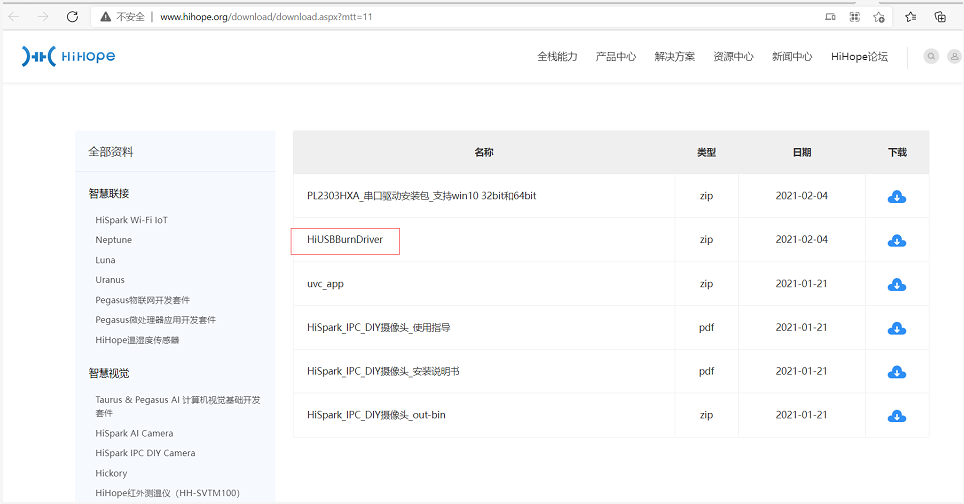 不安全 | www.hihope.org/download/download.aspx?mtt=11
HiHope
全栈能力 产品中心 解决方案 资源中心 新闻中心 HiHope论坛
全部资料
智慧联接
HiSpark Wi-Fi IoT
Neptune
Luna
Uranus
Pegasus物联网开发套件
Pegasus微处理器应用开发套件
HiHope温湿度传感器
智慧视觉
Taurus & Pegasus AI 计算机视觉基础开发
套件
HiSpark AI Camera
HiSpark IPC DIY Camera
Hickory
HiHope红外测温仪（HH-SVTM100）
名称 类型 日期 下载
PL2303HXA_串口驱动安装包_支持win10 32bit和64bit zip 2021-02-04
HiUSBBurnDriver zip 2021-02-04
uvc_app zip 2021-01-21
HiSpark_IPC_DIY摄像头_使用指导 pdf 2021-01-21
HiSpark_IPC_DIY摄像头_安装说明书 pdf 2021-01-21
HiSpark_IPC_DIY摄像头_out-bin zip 2021-01-21